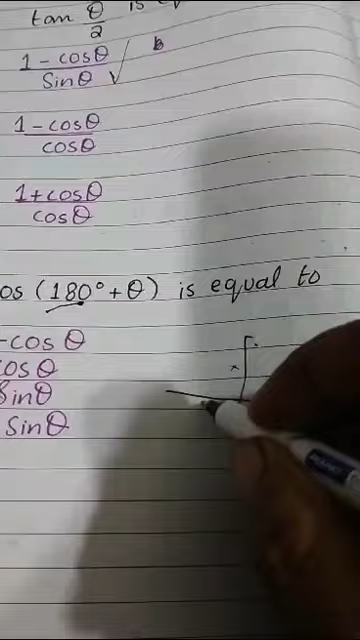 tan θ/2 is
1 - cosθ / Sinθ √ b
1 - cosθ / cosθ
1 + cosθ / cosθ
os (180° + θ) is equal to
-cos θ
cos θ
Sinθ
Sinθ